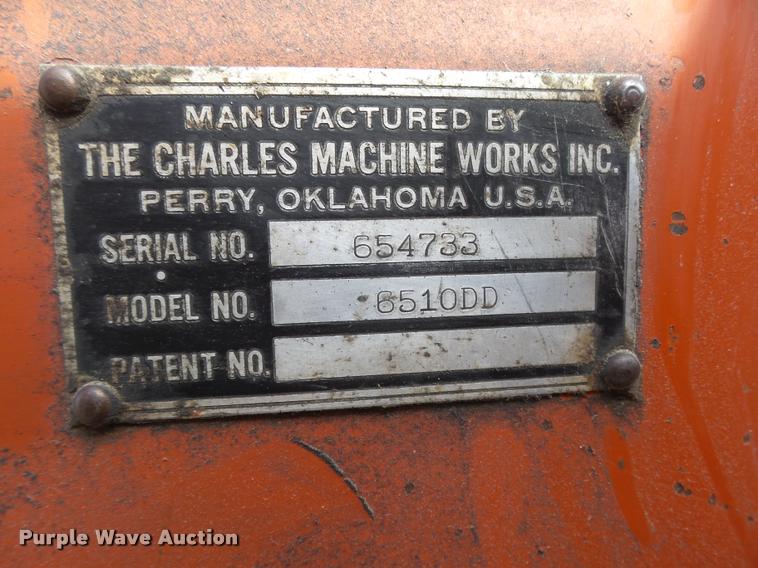 MANUFACTURED BY
THE CHARLES MACHINE WORKS INC.
PERRY, OKLAHOMA U.S.A.
SERIAL NO. 654733
MODEL NO. 6510DD
PATENT NO.
Purple Wave Auction®